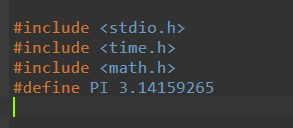 #include <stdio.h>
#include <time.h>
#include <math.h>
#define PI 3.14159265